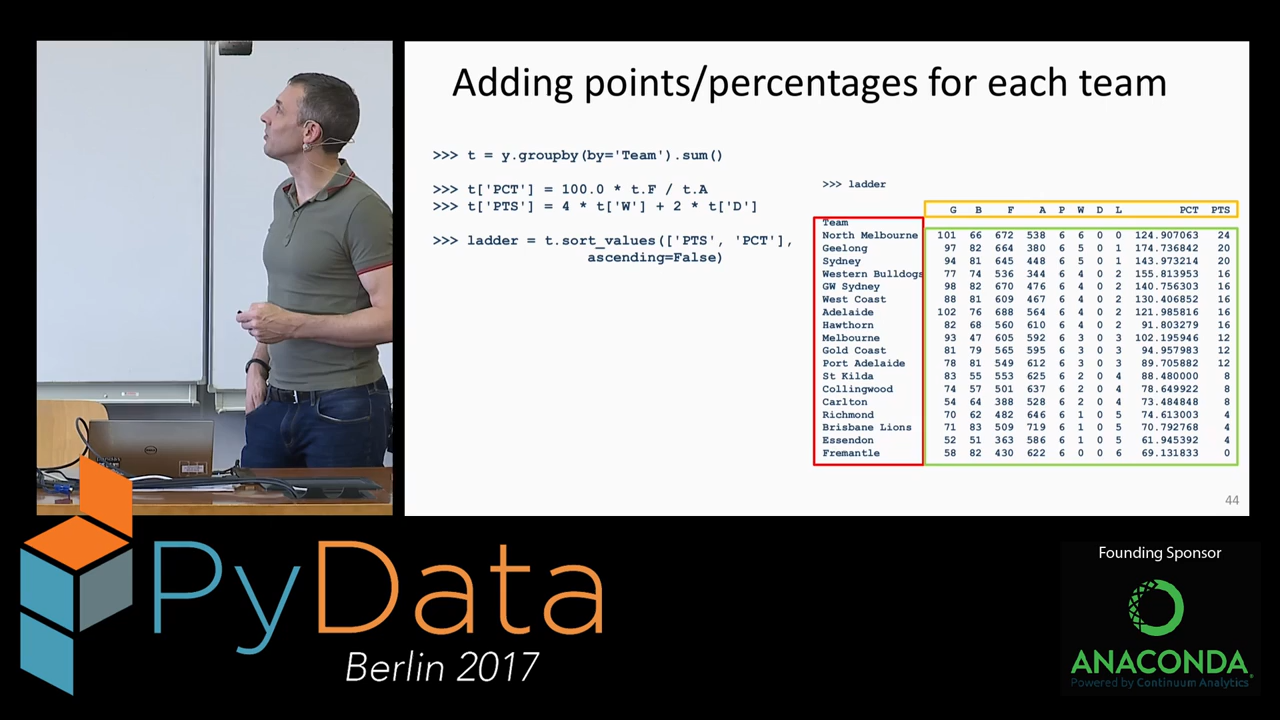 Adding points/percentages for each team
>>> t = y.groupby(by='Team').sum()
>>> t['PCT'] = 100.0 * t.F / t.A
>>> t['PTS'] = 4 * t['W'] + 2 * t['D']
>>> ladder = t.sort_values(['PTS', 'PCT'],
ascending=False)
>>> ladder
G B F A P W D L PCT PTS
Team
North Melbourne 101 66 672 538 6 6 0 0 124.907063 24
Geelong 97 82 664 380 6 5 0 1 174.736842 20
Sydney 94 81 645 448 6 5 0 1 143.973214 20
Western Bulldogs 77 74 536 344 6 4 0 2 155.813953 16
GW Sydney 98 82 670 476 6 4 0 2 140.756303 16
West Coast 88 81 609 467 6 4 0 2 130.406852 16
Adelaide 102 76 688 564 6 4 0 2 121.985816 16
Hawthorn 82 68 560 610 6 4 0 2 91.803279 16
Melbourne 93 47 605 592 6 3 0 3 102.195946 12
Gold Coast 81 79 565 595 6 3 0 3 94.957983 12
Port Adelaide 78 81 549 612 6 3 0 3 89.705882 12
St Kilda 83 55 553 625 6 2 0 4 88.480000 8
Collingwood 74 57 501 637 6 2 0 4 78.649922 8
Carlton 54 64 388 528 6 2 0 4 73.484848 8
Richmond 70 62 482 646 6 1 0 5 74.613003 4
Brisbane Lions 71 83 509 719 6 1 0 5 70.792768 4
Essendon 52 51 363 586 6 1 0 5 61.945392 4
Fremantle 58 82 430 622 6 0 0 6 69.131833 0
44
DELL
PyData
Berlin 2017
Founding Sponsor
ANACONDA
Powered by Continuum Analytics